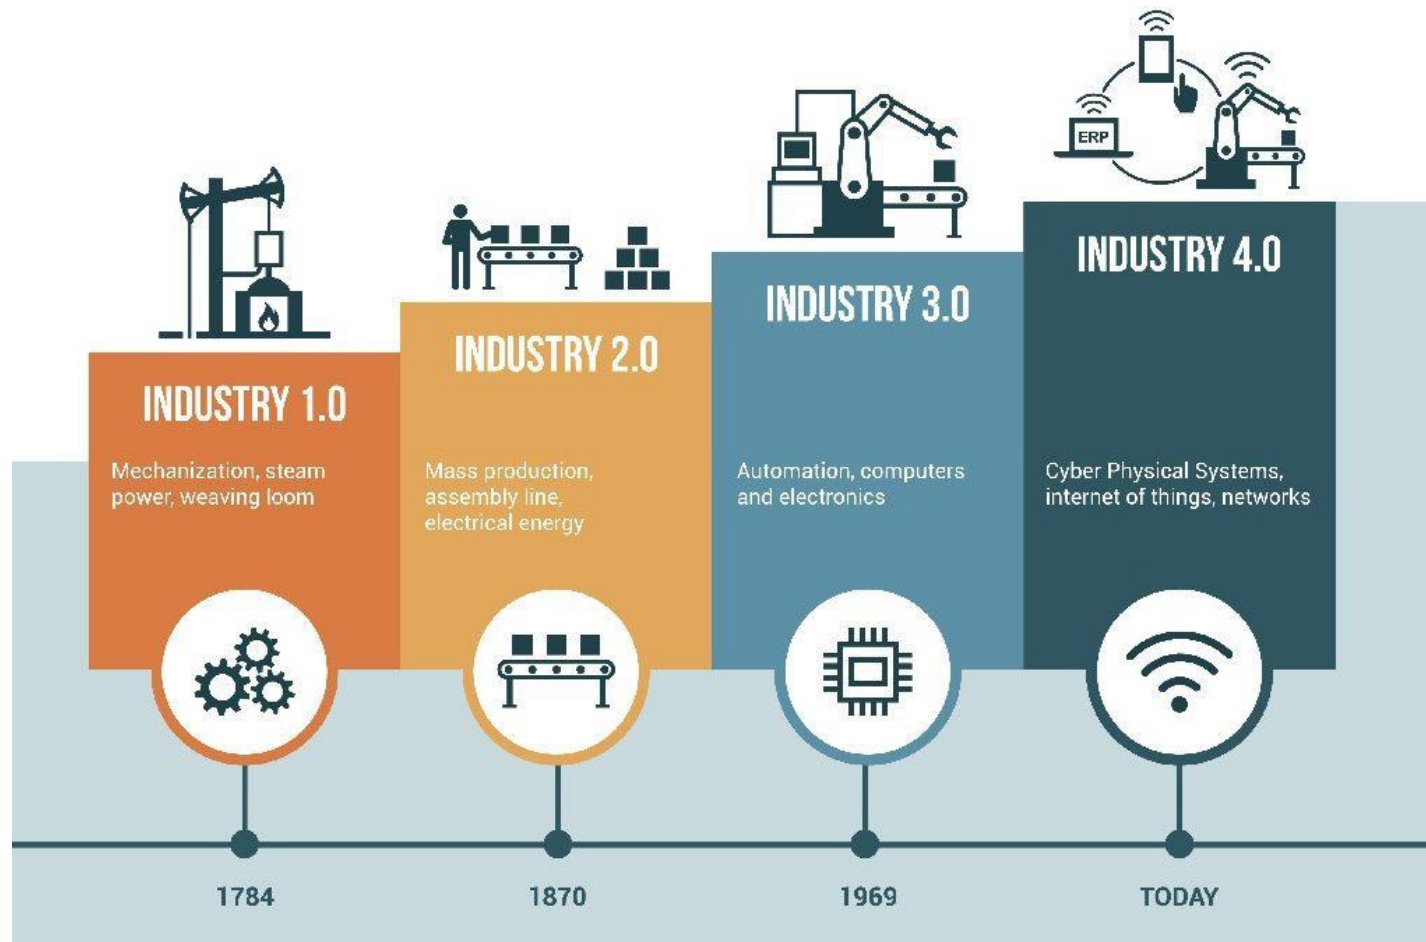 ERP
INDUSTRY 1.0
Mechanization, steam
power, weaving loom
INDUSTRY 2.0
Mass production,
assembly line,
electrical energy
INDUSTRY 3.0
Automation, computers
and electronics
INDUSTRY 4.0
Cyber Physical Systems,
internet of things, networks
1784
1870
1969
TODAY